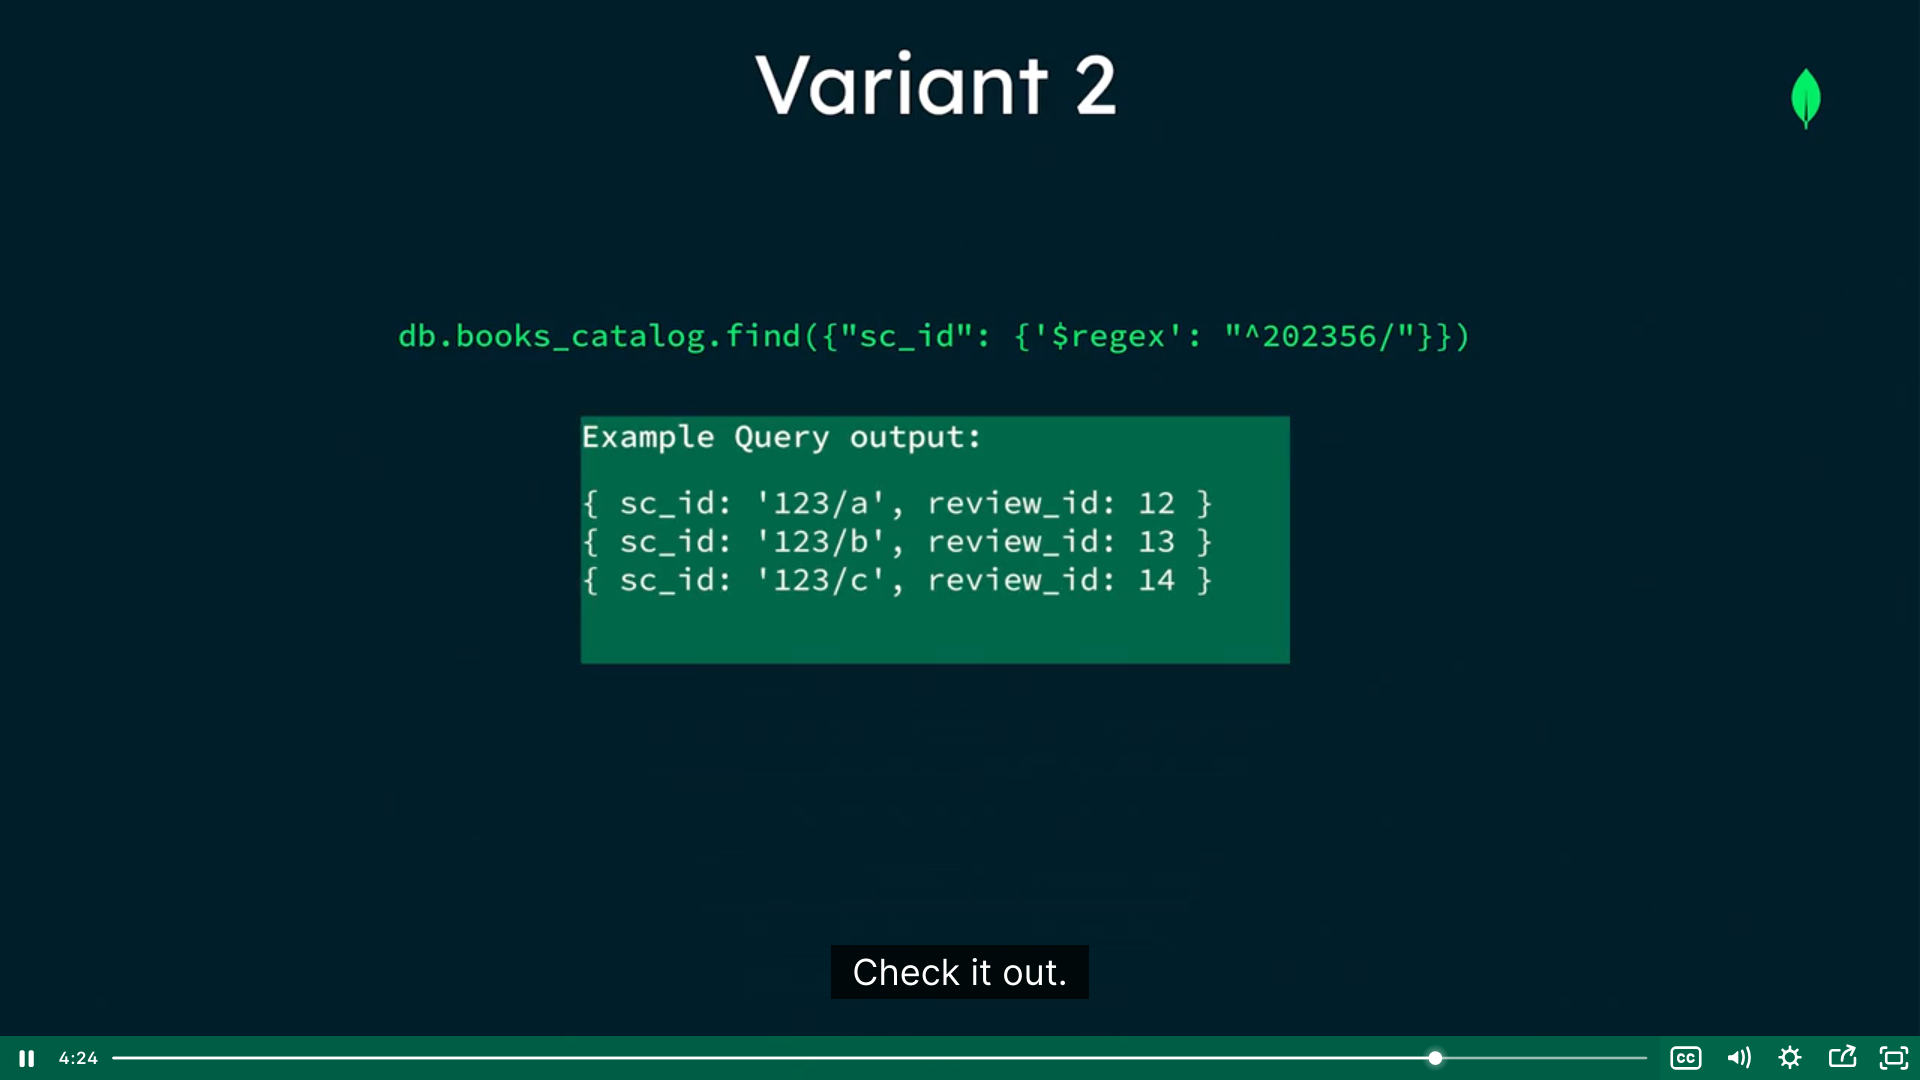 Variant 2
db.books_catalog.find({"sc_id": {'$regex': "^202356/"}})
Example Query output:
{ sc_id: '123/a', review_id: 12 }
{ sc_id: '123/b', review_id: 13 }
{ sc_id: '123/c', review_id: 14 }
Check it out.
4:24
CC